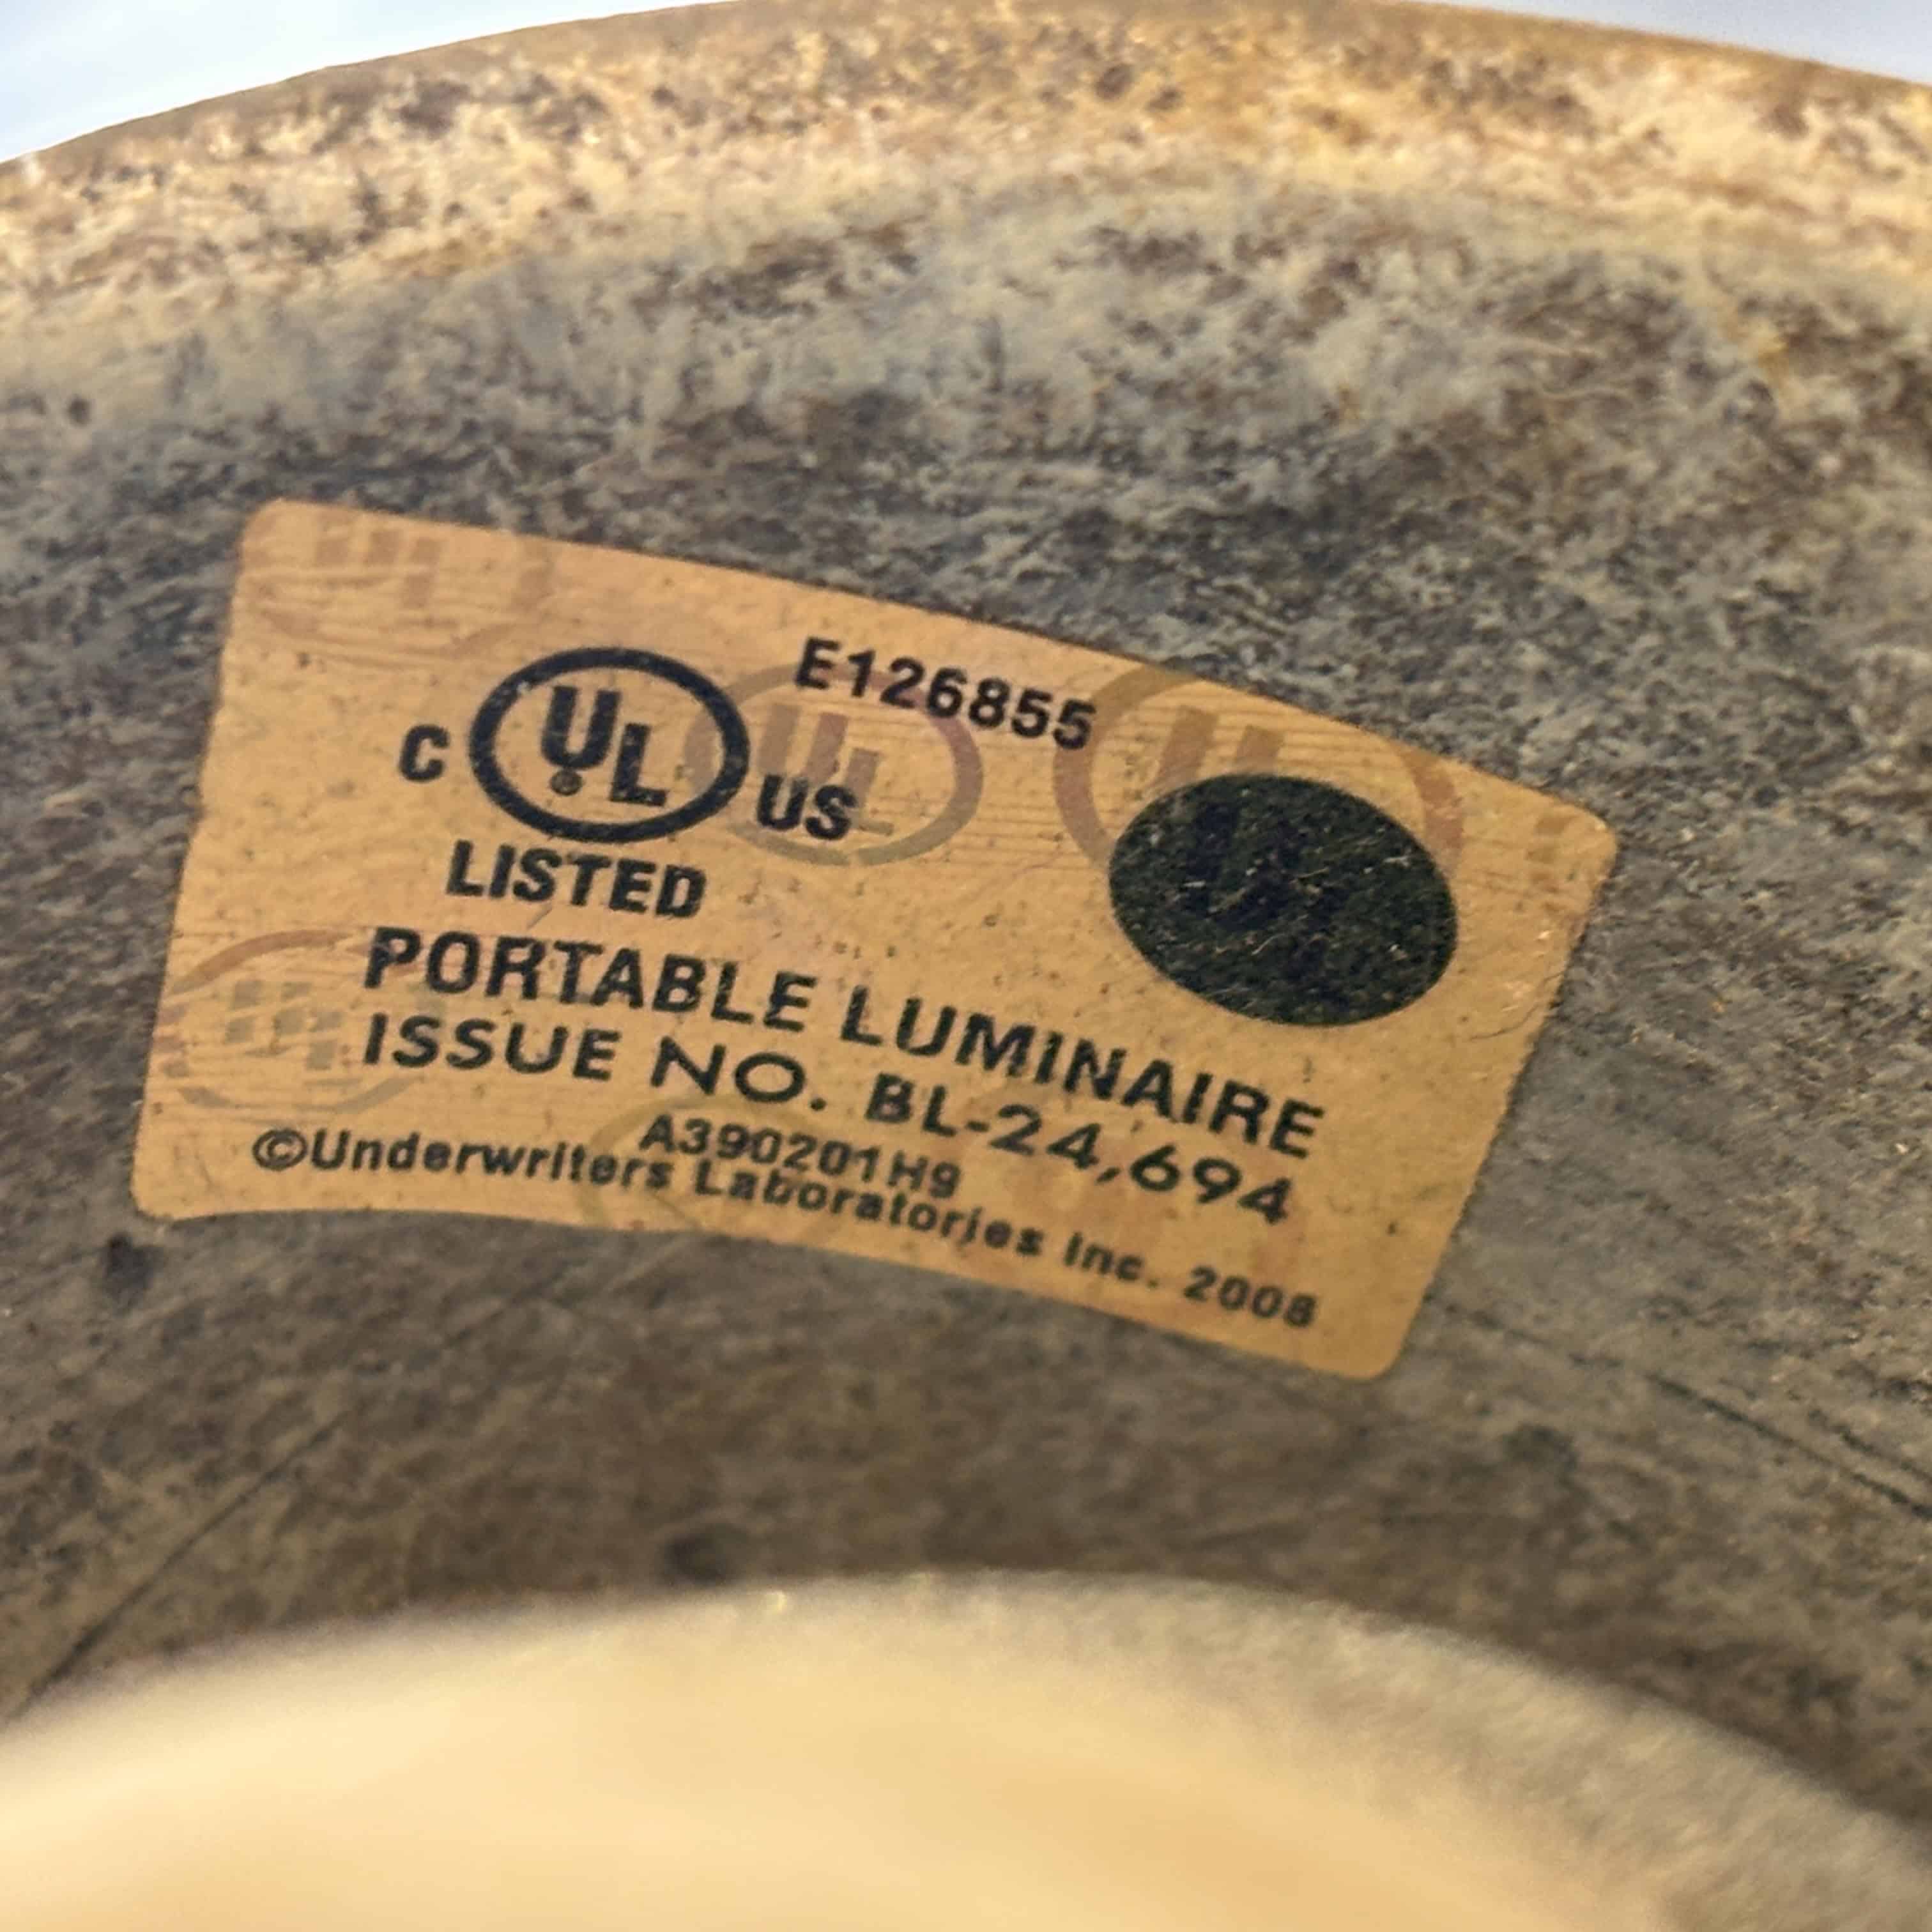 E126855
C UL® US
LISTED
PORTABLE LUMINAIRE
ISSUE NO. BL-24,694
A390201H9
©Underwriters Laboratories Inc. 2008